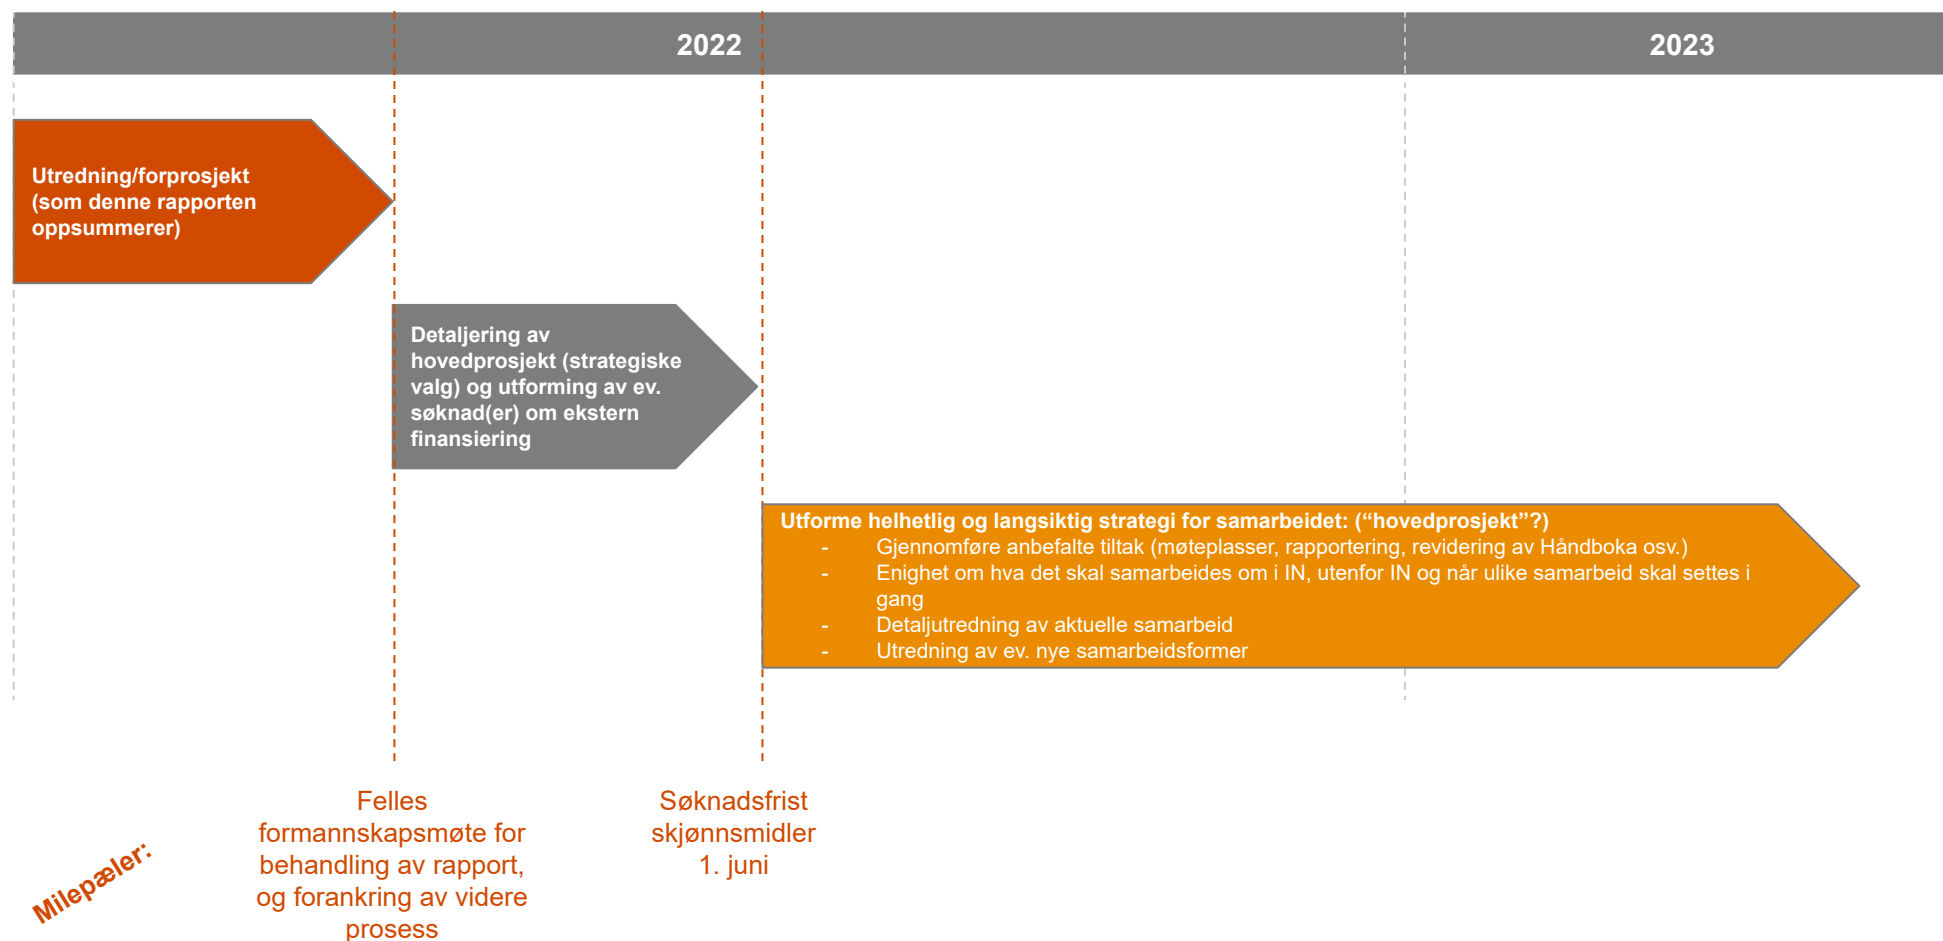 2022
2023
Utredning/forprosjekt
(som denne rapporten
oppsummerer)
Detaljering av
hovedprosjekt (strategiske
valg) og utforming av ev.
søknad(er) om ekstern
finansiering
Utforme helhetlig og langsiktig strategi for samarbeidet: (“hovedprosjekt”?)
- Gjennomføre anbefalte tiltak (møteplasser, rapportering, revidering av Håndboka osv.)
- Enighet om hva det skal samarbeides om i IN, utenfor IN og når ulike samarbeid skal settes i
gang
- Detaljutredning av aktuelle samarbeid
- Utredning av ev. nye samarbeidsformer
Milepæler:
Felles
formannskapsmøte for
behandling av rapport,
og forankring av videre
prosess
Søknadsfrist
skjønnsmidler
1. juni